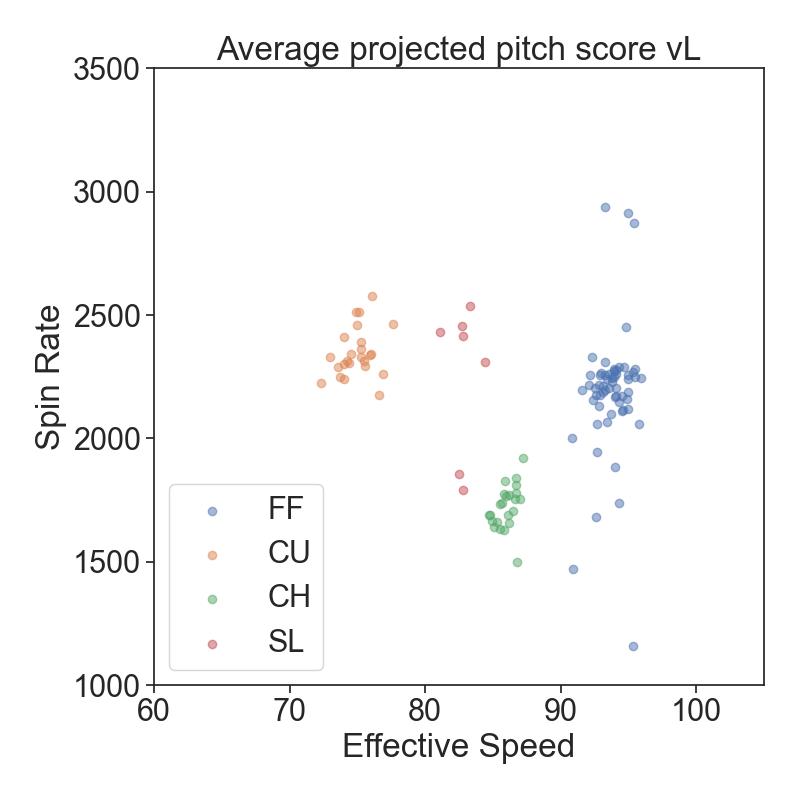 Average projected pitch score vL
3500
3000
2500
2000
1500
1000
Spin Rate
FF
CU
CH
SL
60 70 80 90 100
Effective Speed